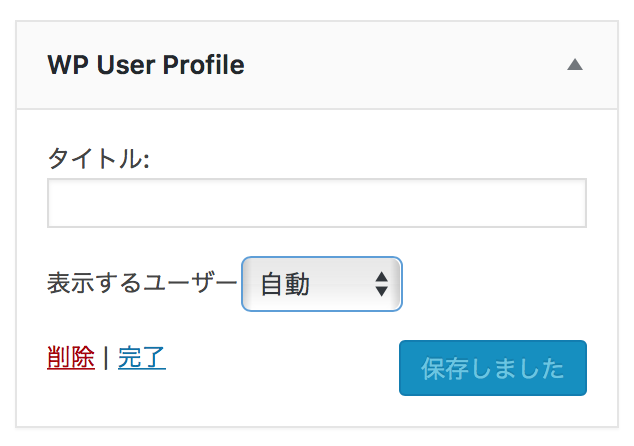 WP User Profile
タイトル:
表示するユーザー 自動
削除 | 完了 保存しました